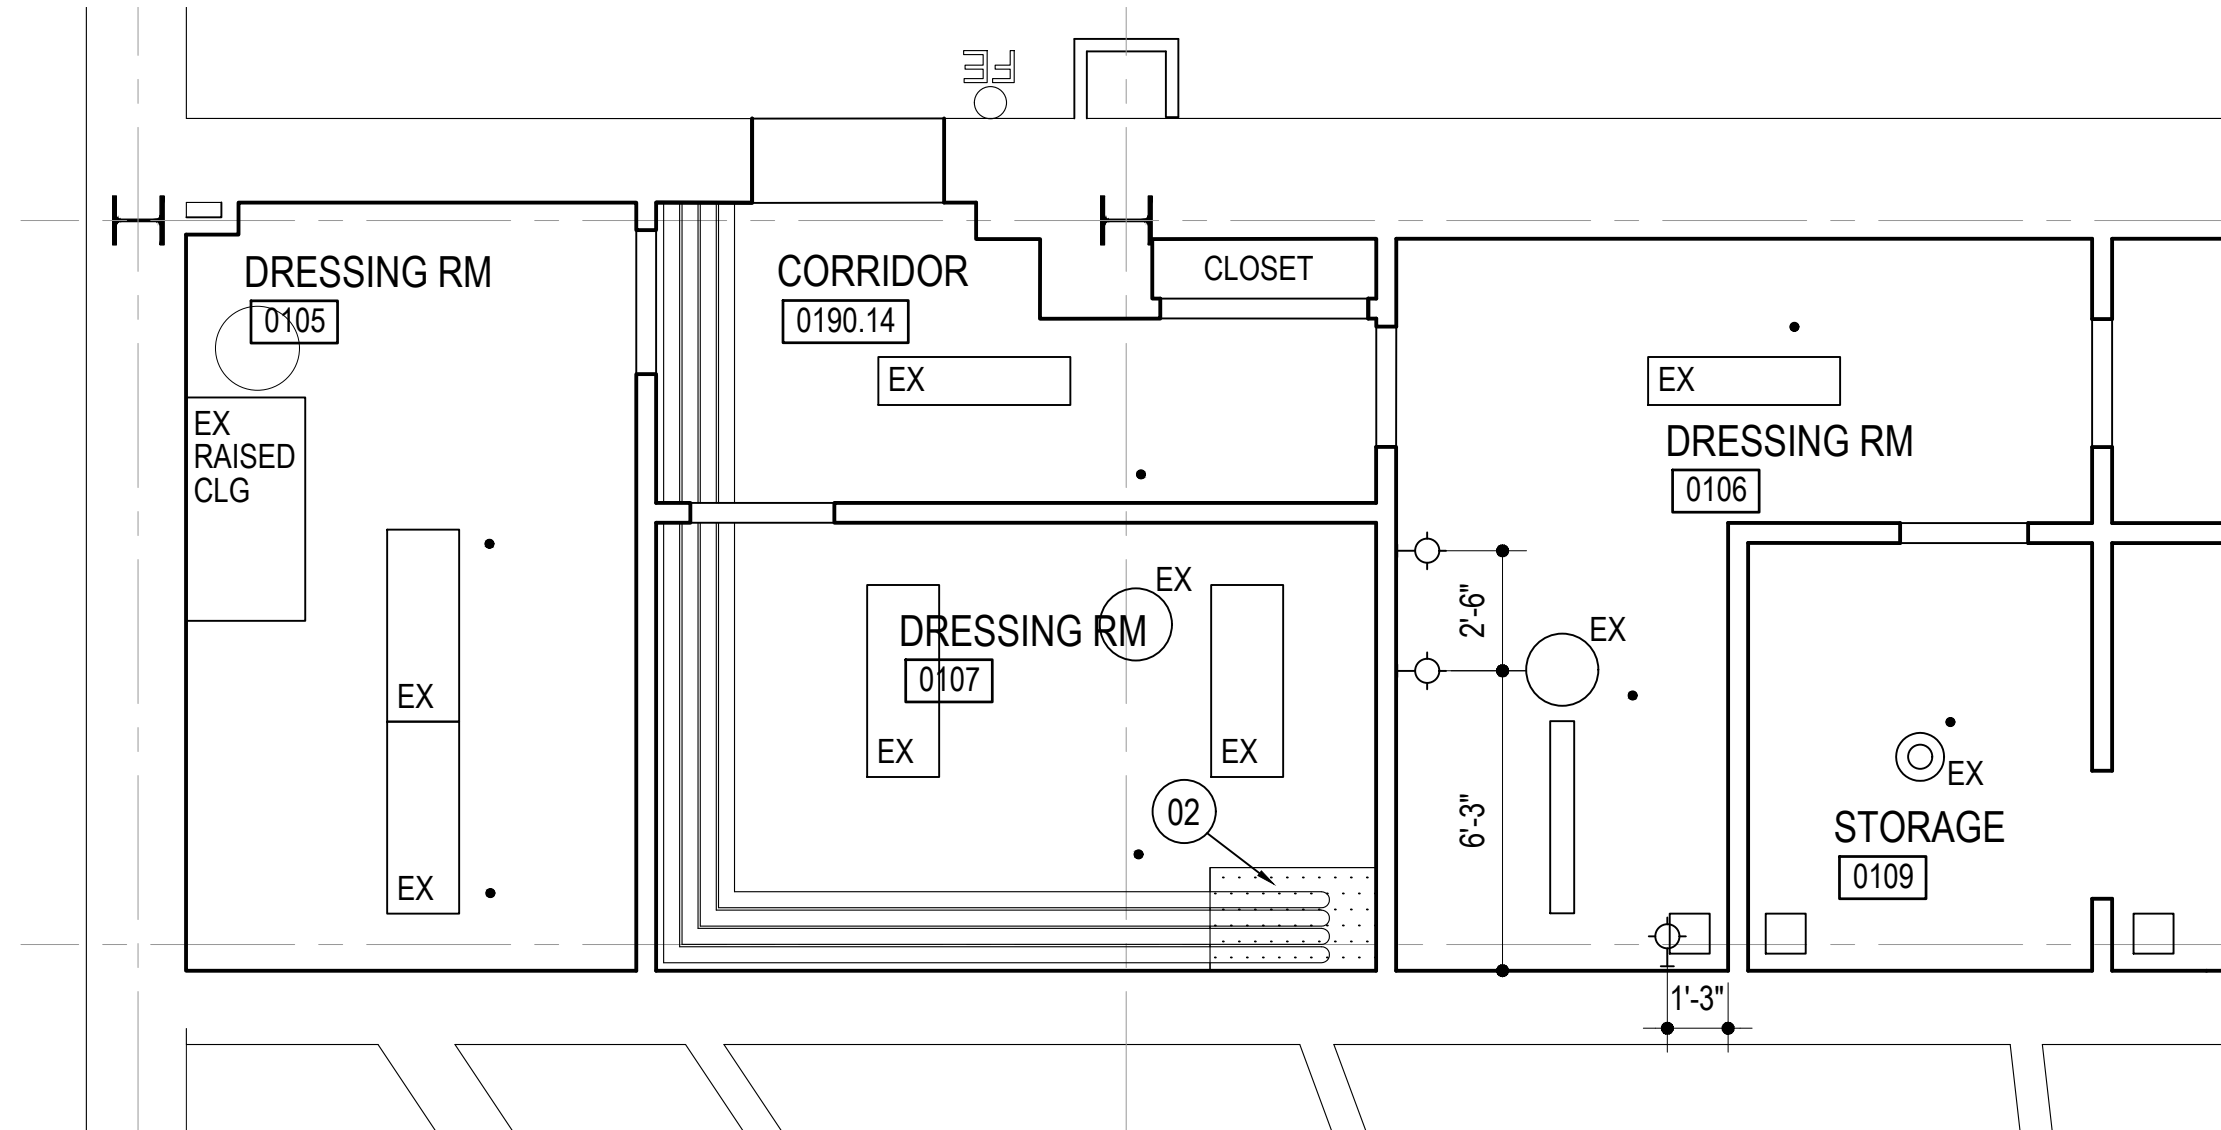 FE
DRESSING RM
0105
CORRIDOR
0190.14
CLOSET
EX
RAISED
CLG
EX
EX
DRESSING RM
0106
EX
EX
DRESSING RM
0107
EX
EX
EX
EX
02
2'-6"
6'-3"
EX
EX
STORAGE
0109
1'-3"